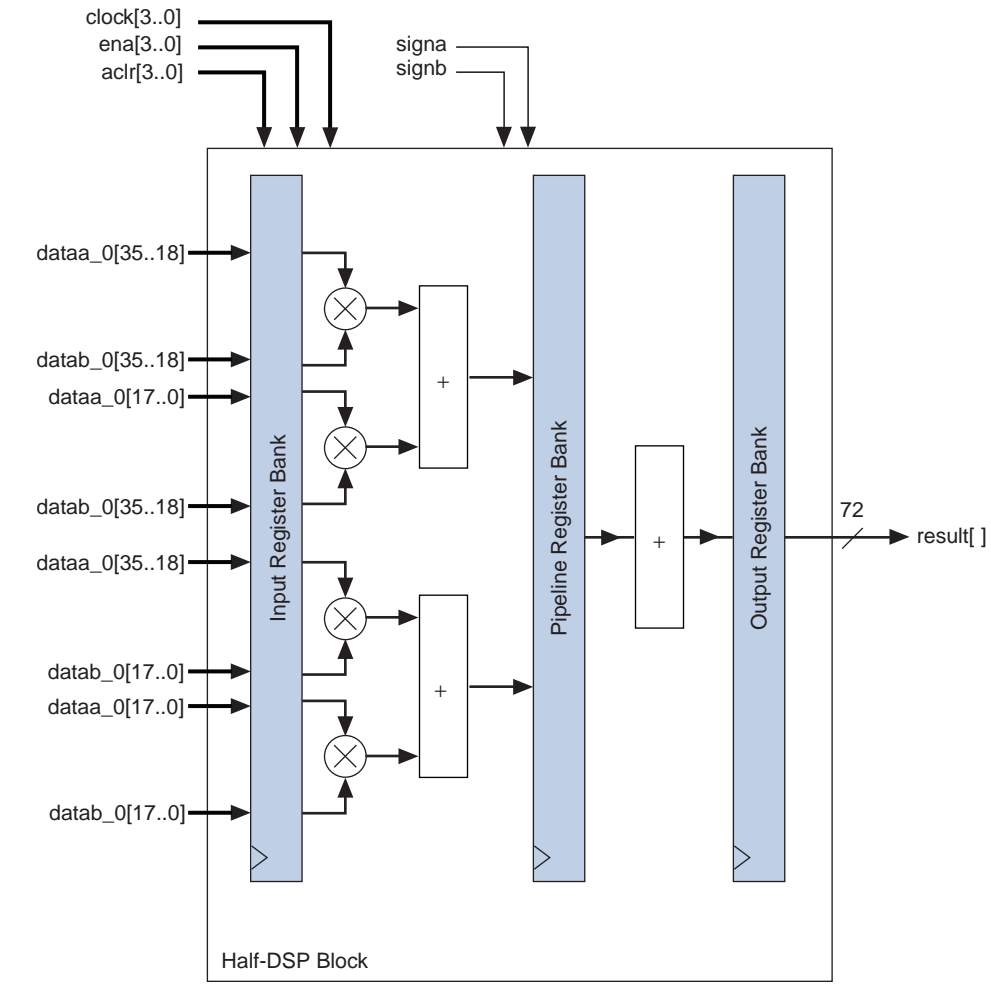 clock[3..0]
ena[3..0]
aclr[3..0]
signa
signb
dataa_0[35..18]
datab_0[35..18]
dataa_0[17..0]
datab_0[35..18]
dataa_0[35..18]
datab_0[17..0]
dataa_0[17..0]
datab_0[17..0]
Input Register Bank
+
+
Pipeline Register Bank
+
Output Register Bank
72
result[ ]
Half-DSP Block